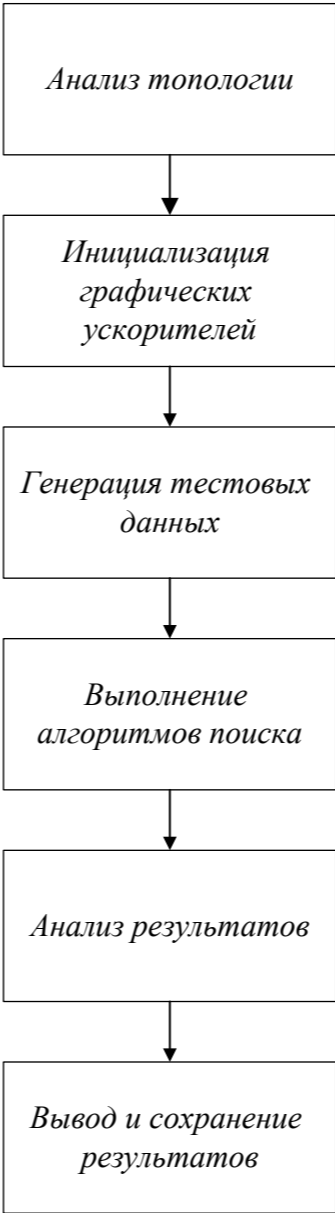 Анализ топологии
Инициализация
графических
ускорителей
Генерация тестовых
данных
Выполнение
алгоритмов поиска
Анализ результатов
Вывод и сохранение
результатов